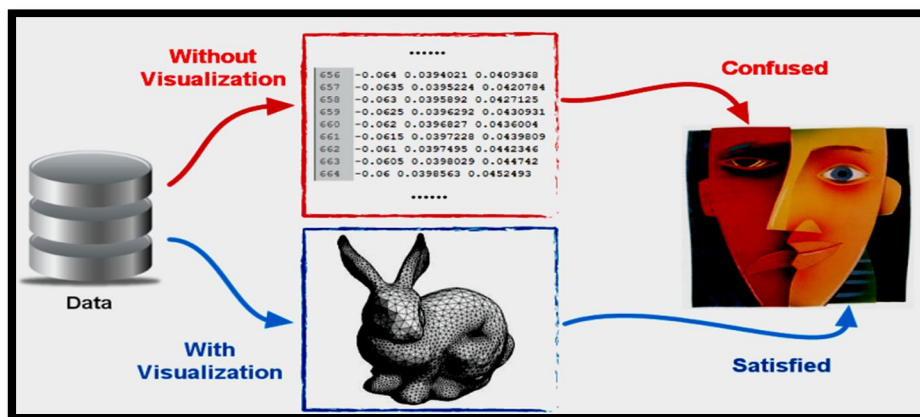 Without
Visualization
......
656 -0.064 0.0394021 0.0409368
657 -0.0635 0.0395224 0.0420784
658 -0.063 0.0395892 0.0427125
659 -0.0625 0.0396292 0.0430931
660 -0.062 0.0396827 0.0436004
661 -0.0615 0.0397228 0.0439809
662 -0.061 0.0397495 0.0442346
663 -0.0605 0.0398029 0.044742
664 -0.06 0.0398563 0.0452493
......
Confused
Data
With
Visualization
Satisfied